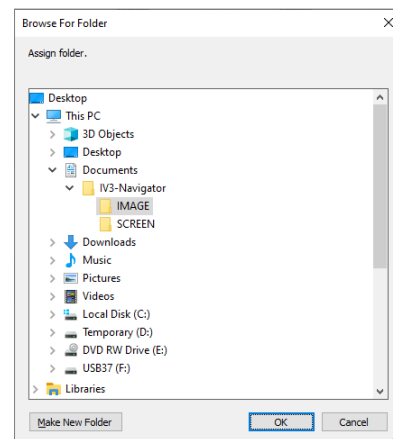 Browse For Folder
Assign folder.
Desktop
This PC
3D Objects
Desktop
Documents
IV3-Navigator
IMAGE
SCREEN
Downloads
Music
Pictures
Videos
Local Disk (C:)
Temporary (D:)
DVD RW Drive (E:)
USB37 (F:)
Libraries
Make New Folder
OK
Cancel